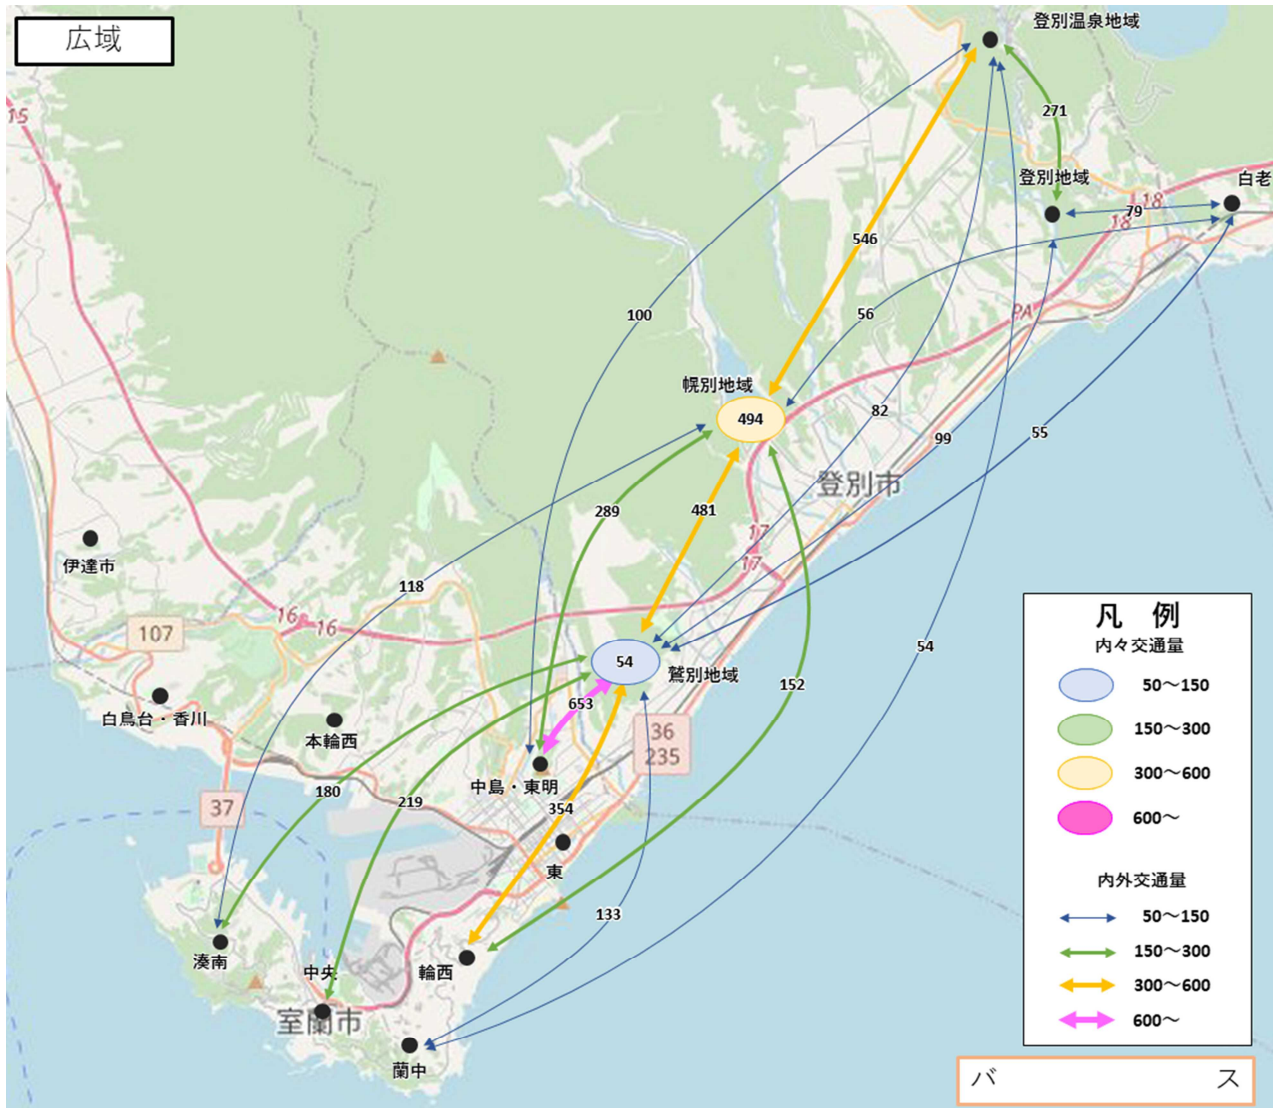 広域
登別温泉地域
15
271
登別地域
白老
18
79
18
546
PA
100
56
幌別地域
494
82
99
55
登別市
289
481
17
17
伊達市
118
16
16
107
54
鷲別地域
54
152
653
白鳥台・香川
本輪西
36
235
中島・東明
180
219
354
37
東
133
湊南
中央
輪西
室蘭市
蘭中
凡 例
内々交通量
50～150
150～300
300～600
600～
内外交通量
50～150
150～300
300～600
600～
バ ス